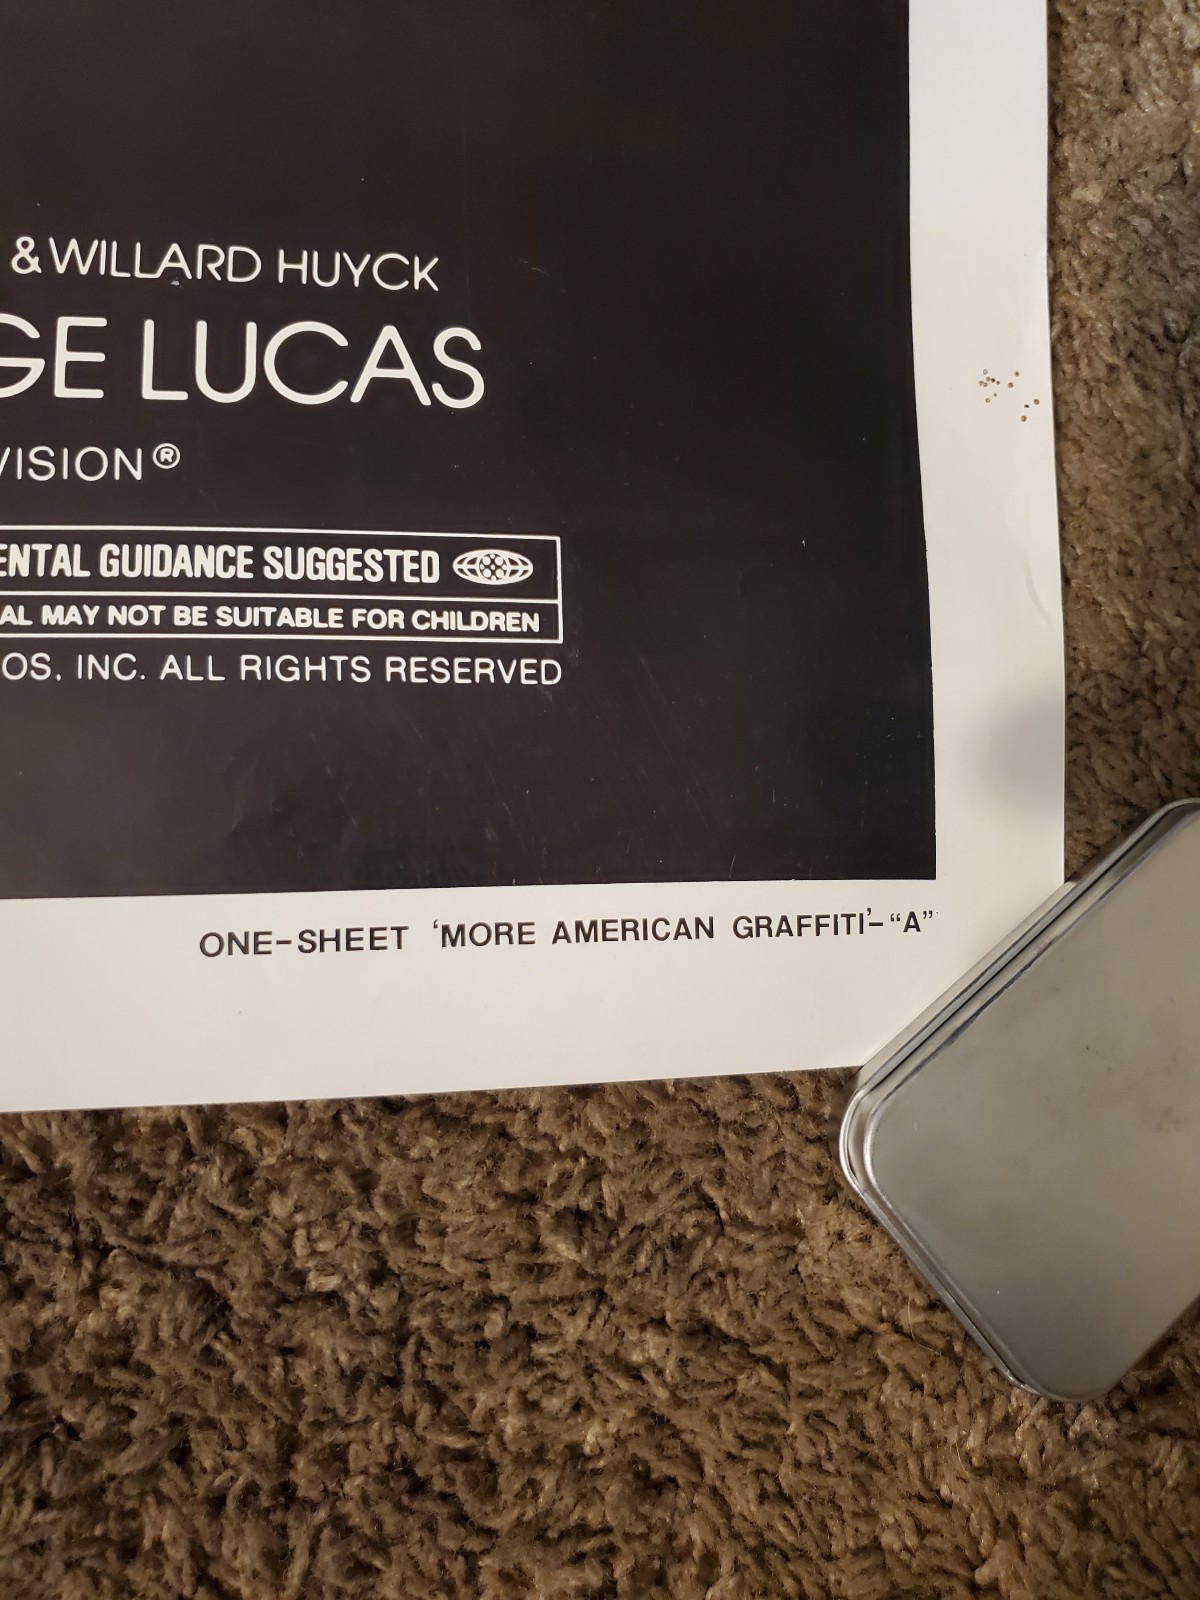 & WILLARD HUYCK
GE LUCAS
VISION®
ENTAL GUIDANCE SUGGESTED
AL MAY NOT BE SUITABLE FOR CHILDREN
OS, INC. ALL RIGHTS RESERVED
ONE-SHEET ‘MORE AMERICAN GRAFFITI’-“A”